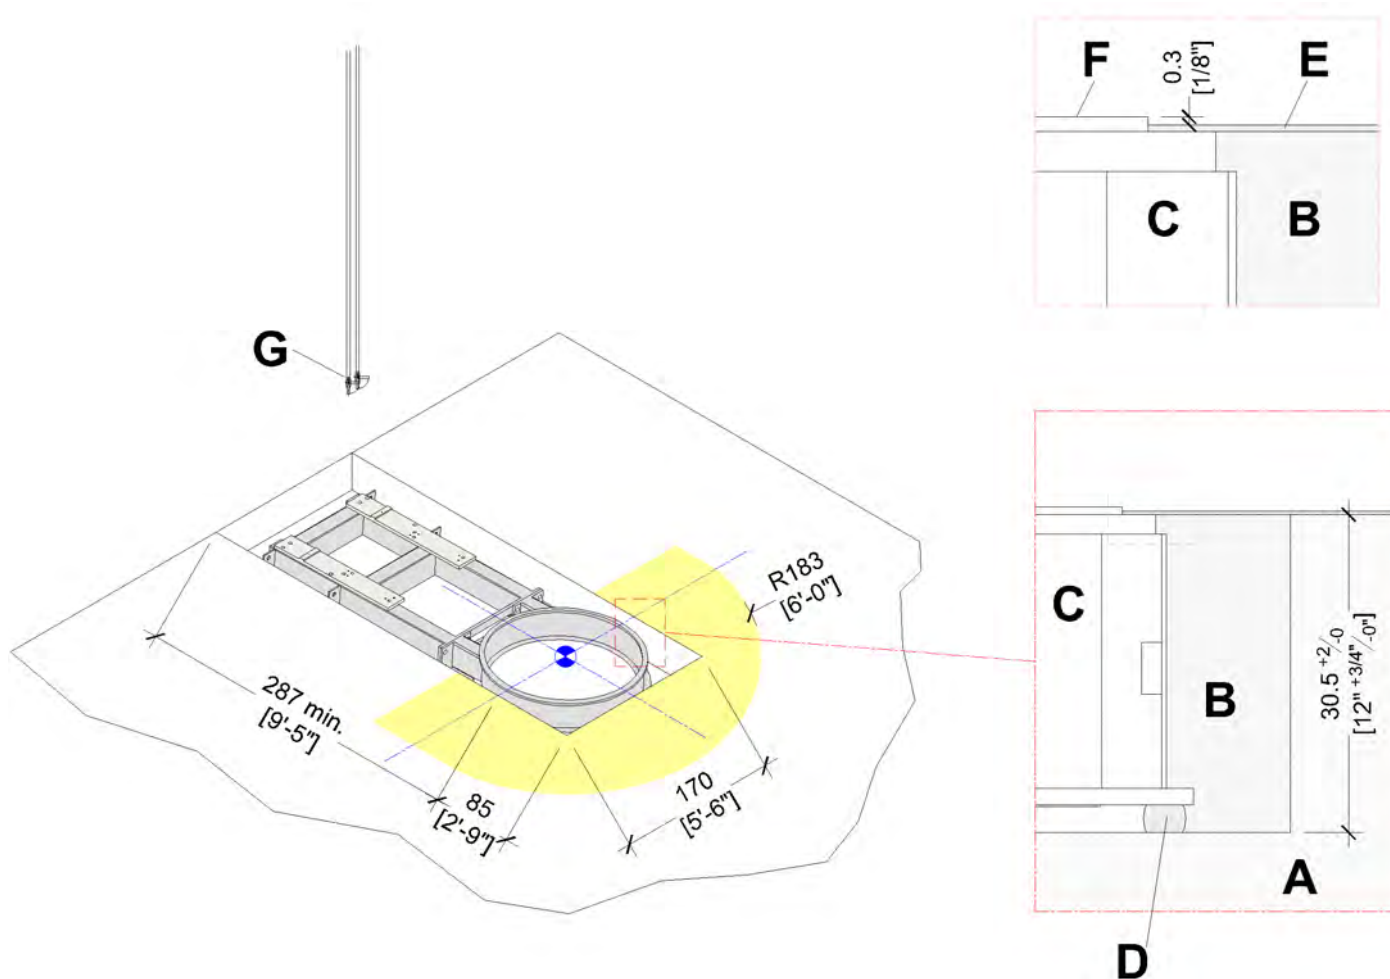 F
0.3
[1/8"]
E
C
B
G
R183
[6'-0"]
287 min.
[9'-5"]
85
[2'-9"]
170
[5'-6"]
C
B
30.5 +2/-0
[12" +3/4"/-0"]
A
D